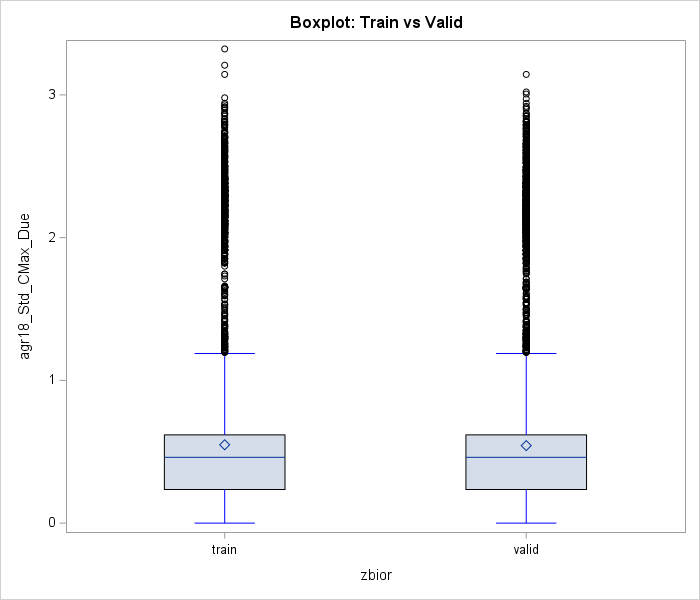 Boxplot: Train vs Valid
agr18_Std_CMax_Due
3
2
1
0
train
valid
zbior